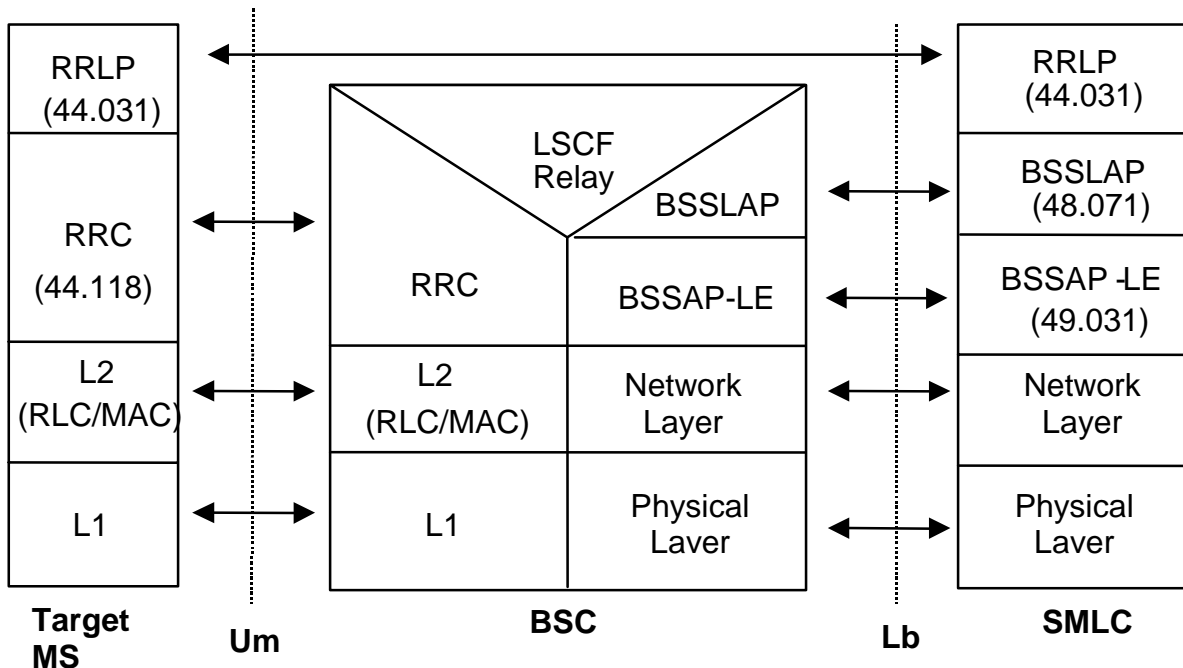 RRLP
(44.031)
RRC
(44.118)
L2
(RLC/MAC)
L1
Target
MS
Um
LSCF
Relay
BSSLAP
RRC
BSSAP-LE
L2
(RLC/MAC)
Network
Layer
L1
Physical
Laver
BSC
Lb
RRLP
(44.031)
BSSLAP
(48.071)
BSSAP -LE
(49.031)
Network
Layer
Physical
Laver
SMLC